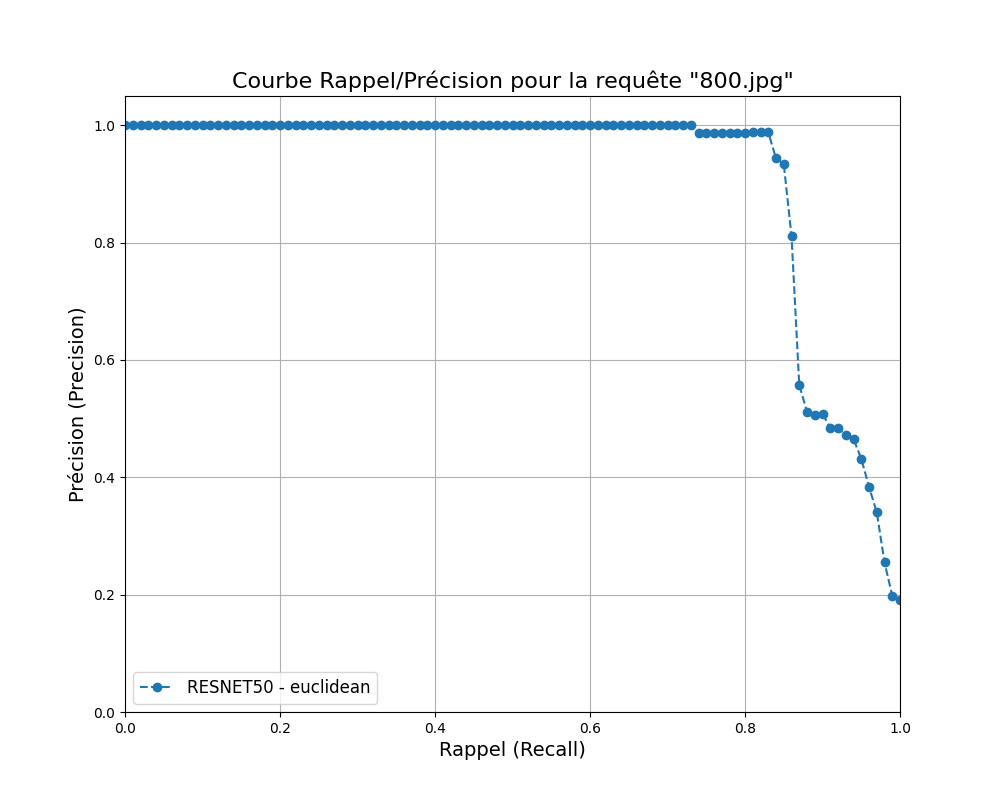 Courbe Rappel/Précision pour la requête "800.jpg"
1.0
0.8
0.6
0.4
0.2
0.0
Précision (Precision)
RESNET50 - euclidean
0.0 0.2 0.4 0.6 0.8 1.0
Rappel (Recall)